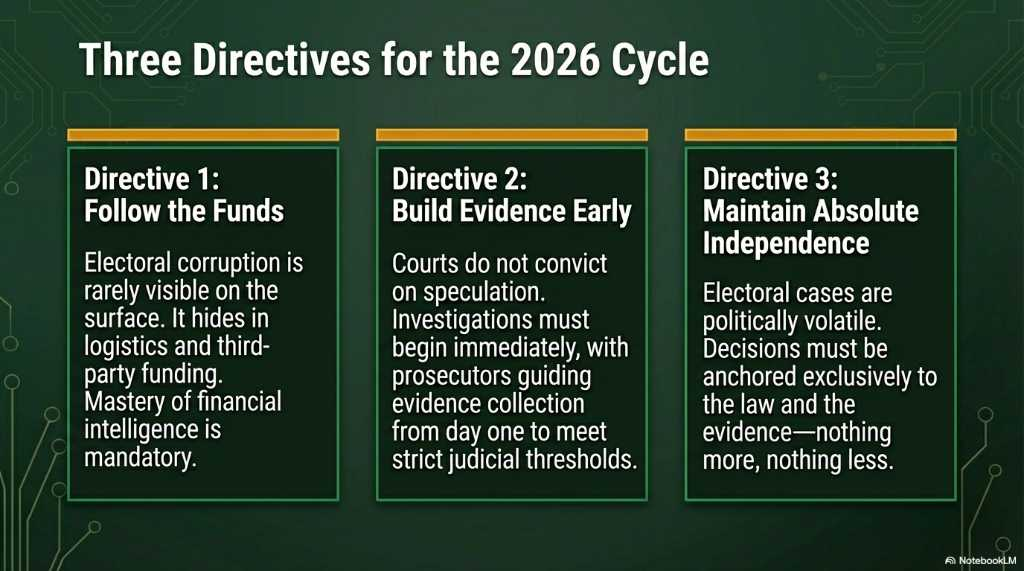 Three Directives for the 2026 Cycle
Directive 1:
Follow the Funds
Electoral corruption is
rarely visible on the
surface. It hides in
logistics and third-
party funding.
Mastery of financial
intelligence is
mandatory.
Directive 2:
Build Evidence Early
Courts do not convict
on speculation.
Investigations must
begin immediately, with
prosecutors guiding
evidence collection
from day one to meet
strict judicial thresholds.
Directive 3:
Maintain Absolute
Independence
Electoral cases are
politically volatile.
Decisions must be
anchored exclusively to
the law and the
evidence—nothing
more, nothing less.
NotebookLM